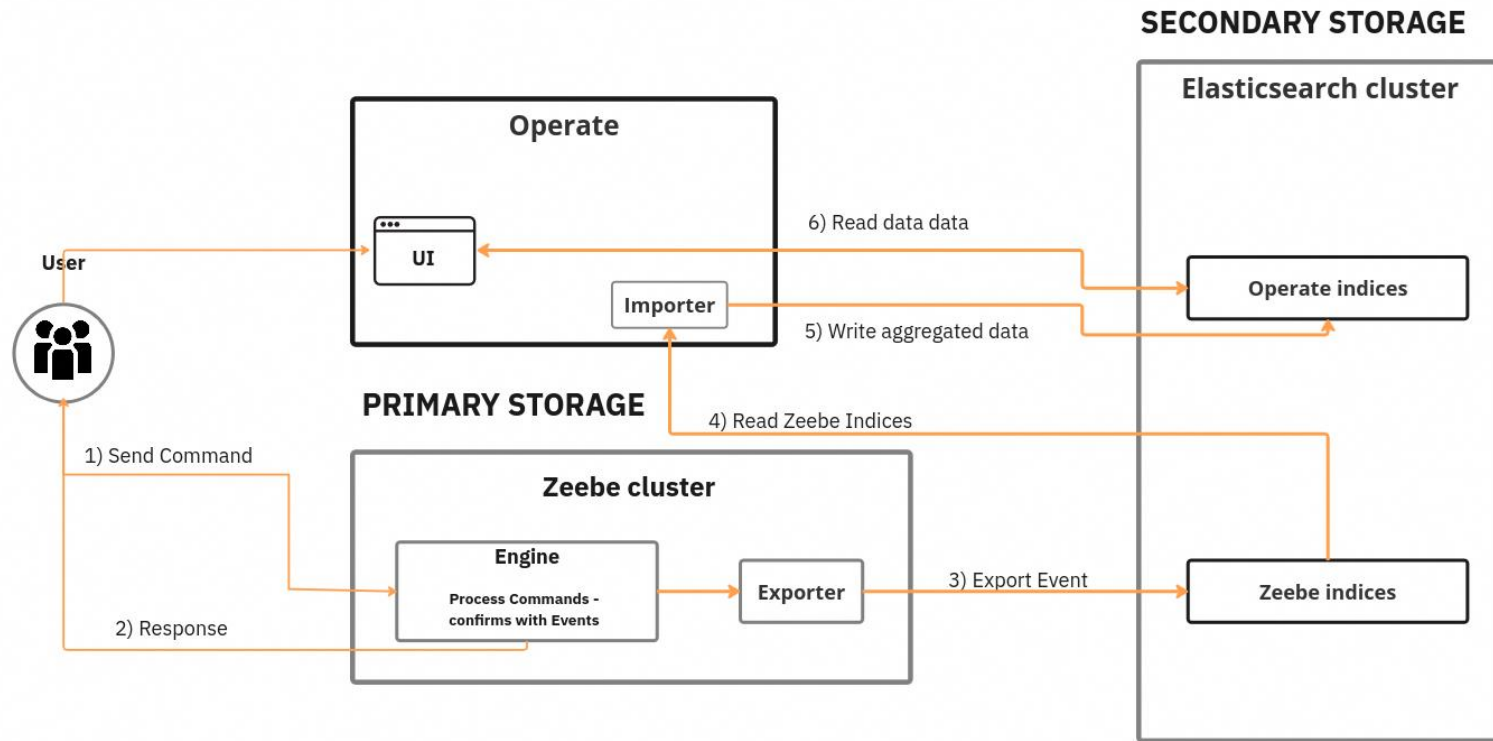 SECONDARY STORAGE
Elasticsearch cluster
Operate
6) Read data data
UI
User
Operate indices
Importer
5) Write aggregated data
PRIMARY STORAGE
4) Read Zeebe Indices
1) Send Command
Zeebe cluster
Engine
Process Commands -
confirms with Events
Exporter
3) Export Event
Zeebe indices
2) Response